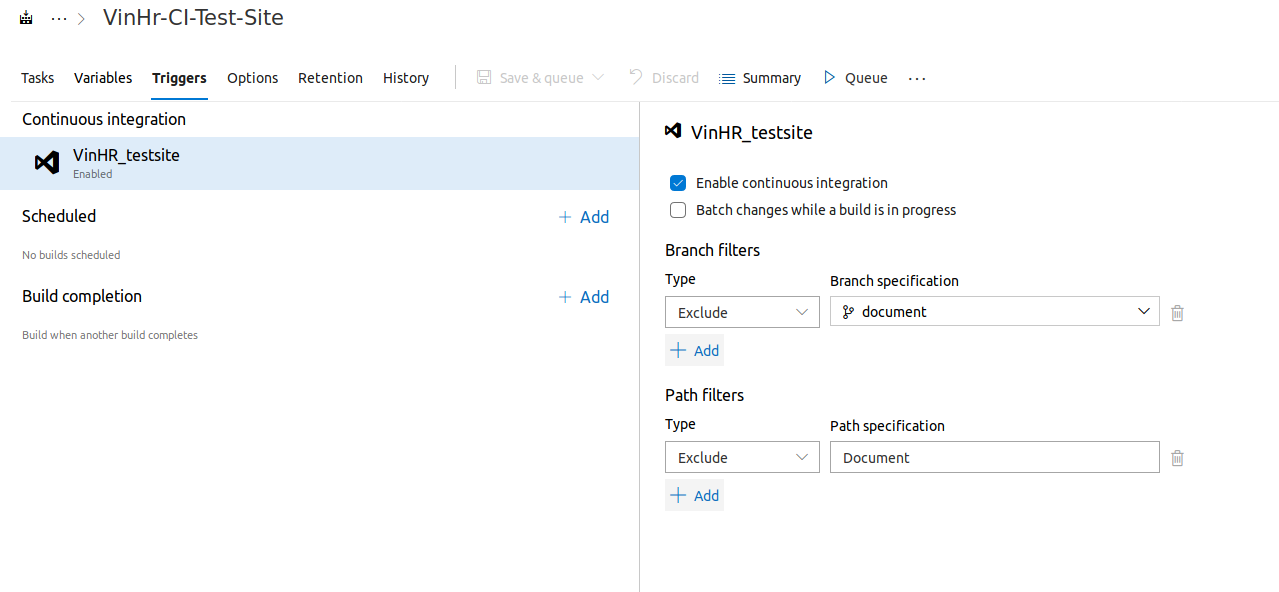 ··· > VinHr-CI-Test-Site
Tasks Variables Triggers Options Retention History Save & queue Discard Summary Queue ···
Continuous integration
VinHR_testsite
Enabled
Scheduled + Add
No builds scheduled
Build completion + Add
Build when another build completes
VinHR_testsite
Enable continuous integration
Batch changes while a build is in progress
Branch filters
Type Branch specification
Exclude document
+ Add
Path filters
Type Path specification
Exclude Document
+ Add